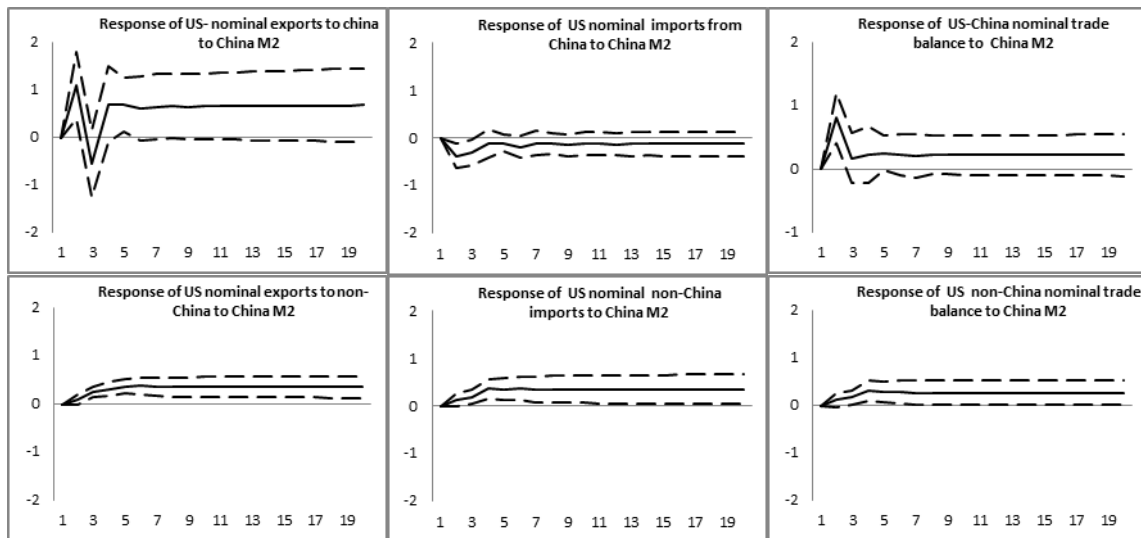 Response of US- nominal exports to china
to China M2
2
1
0
-1
-2
1 3 5 7 9 11 13 15 17 19
Response of US nominal imports from
China to China M2
2
1
0
-1
-2
1 3 5 7 9 11 13 15 17 19
Response of US-China nominal trade
balance to China M2
2
1
0
-1
1 3 5 7 9 11 13 15 17 19
Response of US nominal exports to non-
China to China M2
2
1
0
-1
-2
1 3 5 7 9 11 13 15 17 19
Response of US nominal non-China
imports to China M2
2
1
0
-1
-2
1 3 5 7 9 11 13 15 17 19
Response of US non-China nominal trade
balance to China M2
2
1
0
-1
-2
1 3 5 7 9 11 13 15 17 19